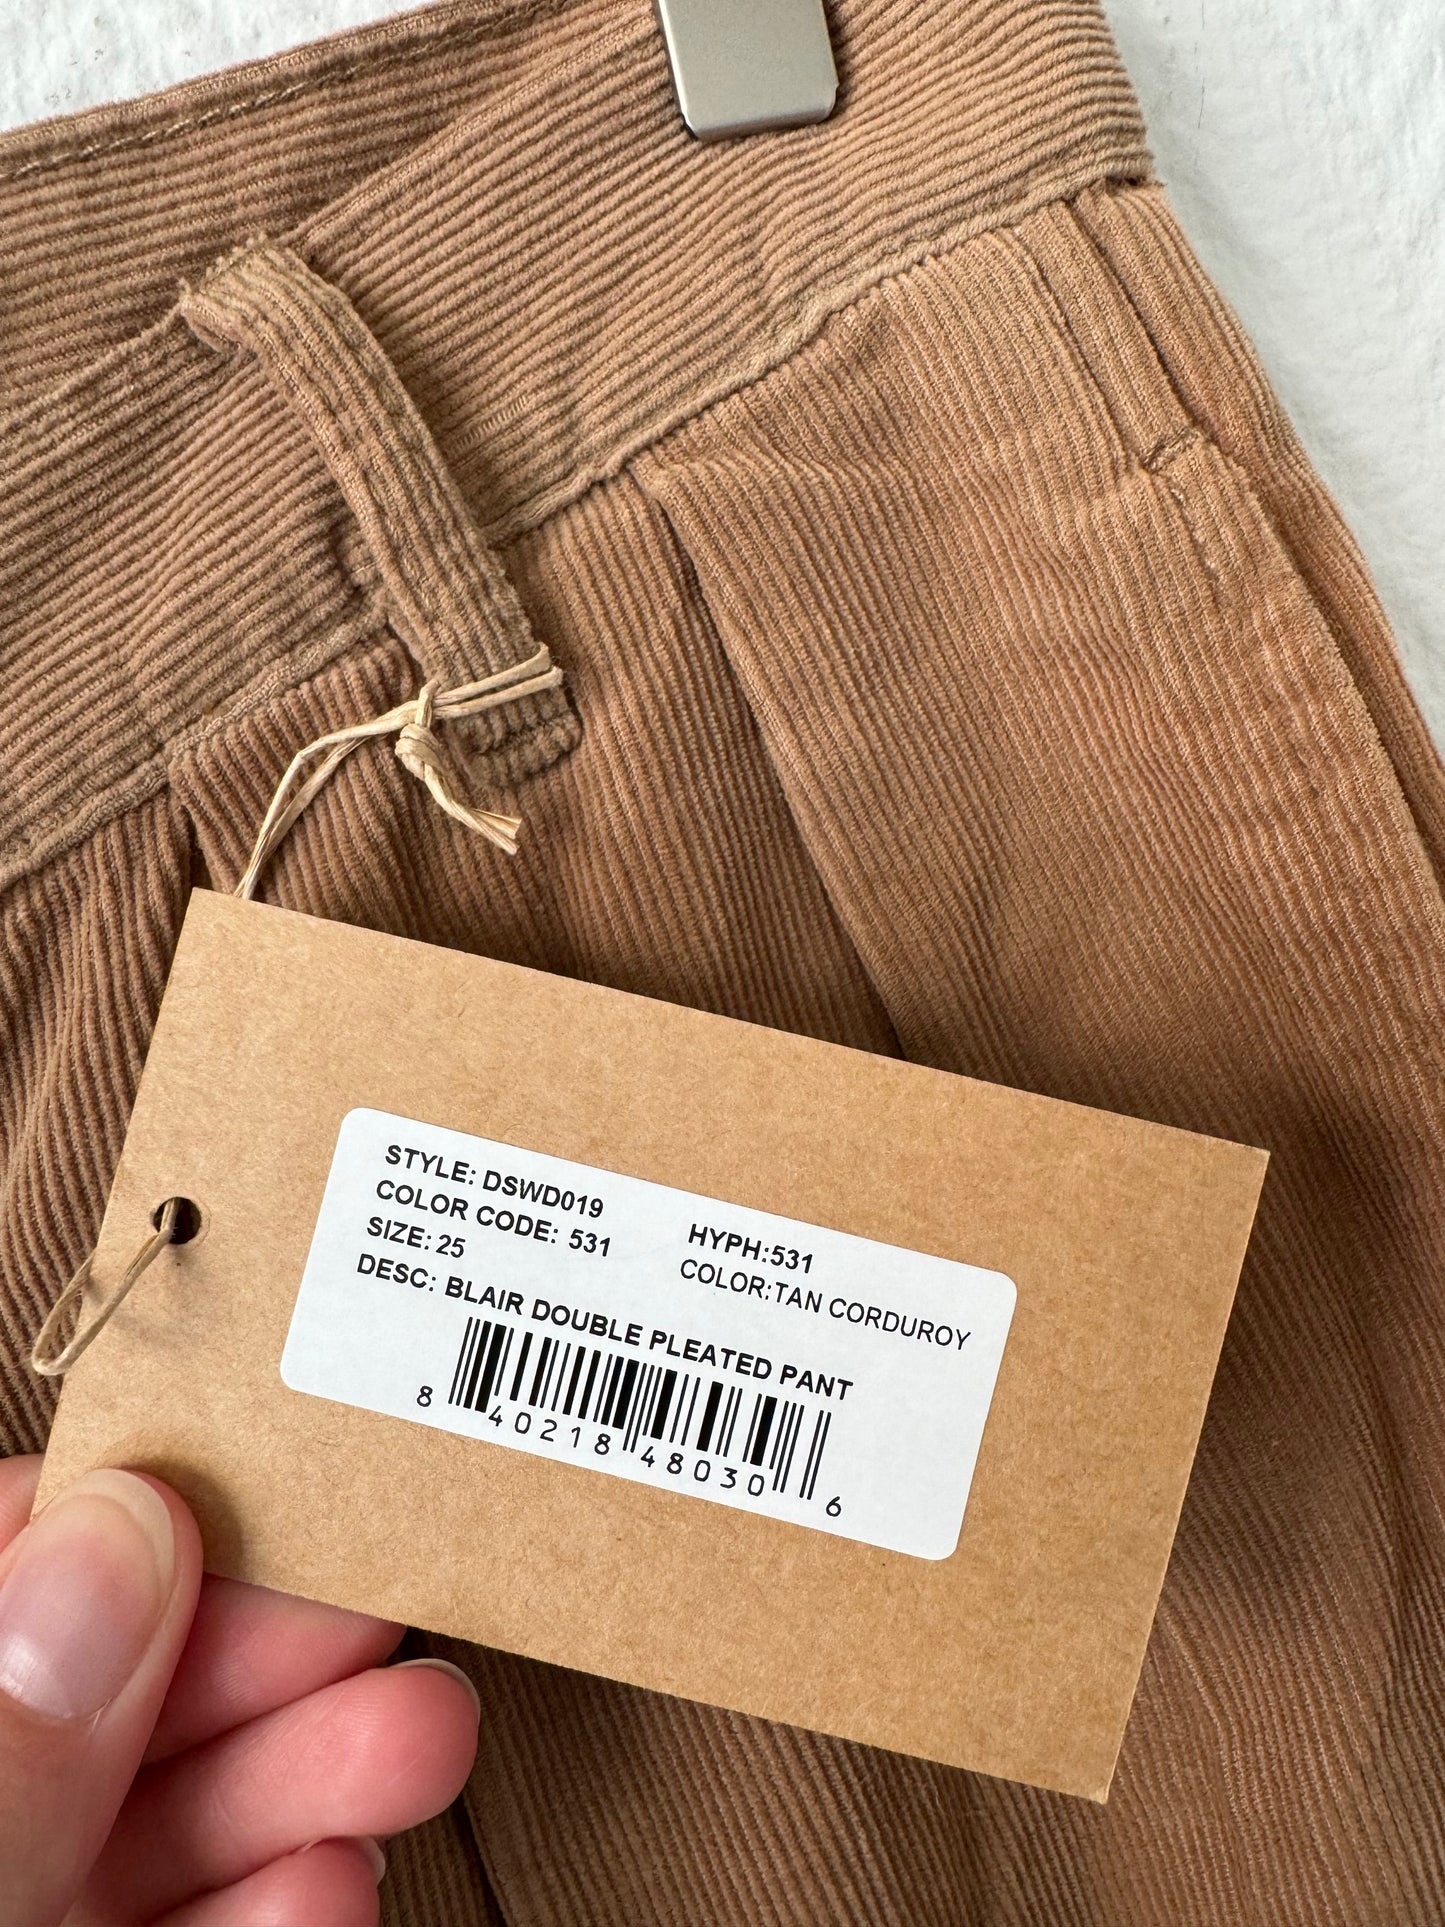 STYLE: DSWD019
COLOR CODE: 531
HYPH:531
SIZE: 25
COLOR:TAN CORDUROY
DESC: BLAIR DOUBLE PLEATED PANT
8 40218 48030 6